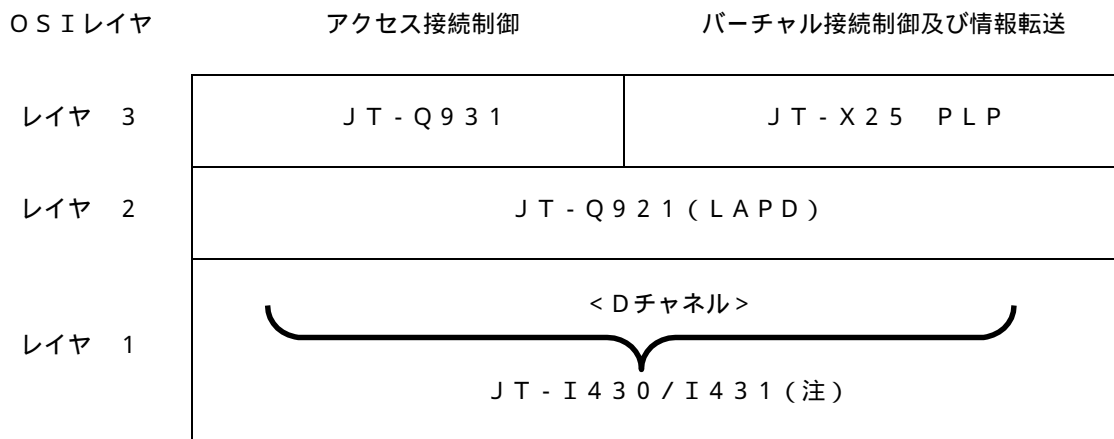 ＯＳＩレイヤ アクセス接続制御 バーチャル接続制御及び情報転送
レイヤ 3 ＪＴ-Ｑ９３１ ＪＴ-Ｘ２５ ＰＬＰ
レイヤ 2 ＪＴ-Ｑ９２１(ＬＡＰＤ)
<Ｄチャネル>
レイヤ 1
ＪＴ-Ｉ４３０/Ｉ４３１(注)